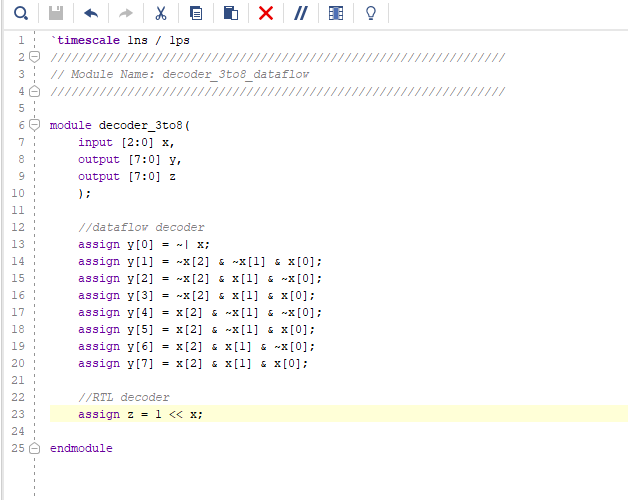 1 `timescale 1ns / 1ps
2 /////////////////////////////////////////////////////////////////
3 // Module Name: decoder_3to8_dataflow
4 /////////////////////////////////////////////////////////////////
5
6 module decoder_3to8(
7 input [2:0] x,
8 output [7:0] y,
9 output [7:0] z
10 );
11
12 //dataflow decoder
13 assign y[0] = ~| x;
14 assign y[1] = ~x[2] & ~x[1] & x[0];
15 assign y[2] = ~x[2] & x[1] & ~x[0];
16 assign y[3] = ~x[2] & x[1] & x[0];
17 assign y[4] = x[2] & ~x[1] & ~x[0];
18 assign y[5] = x[2] & ~x[1] & x[0];
19 assign y[6] = x[2] & x[1] & ~x[0];
20 assign y[7] = x[2] & x[1] & x[0];
21
22 //RTL decoder
23 assign z = 1 << x;
24
25 endmodule